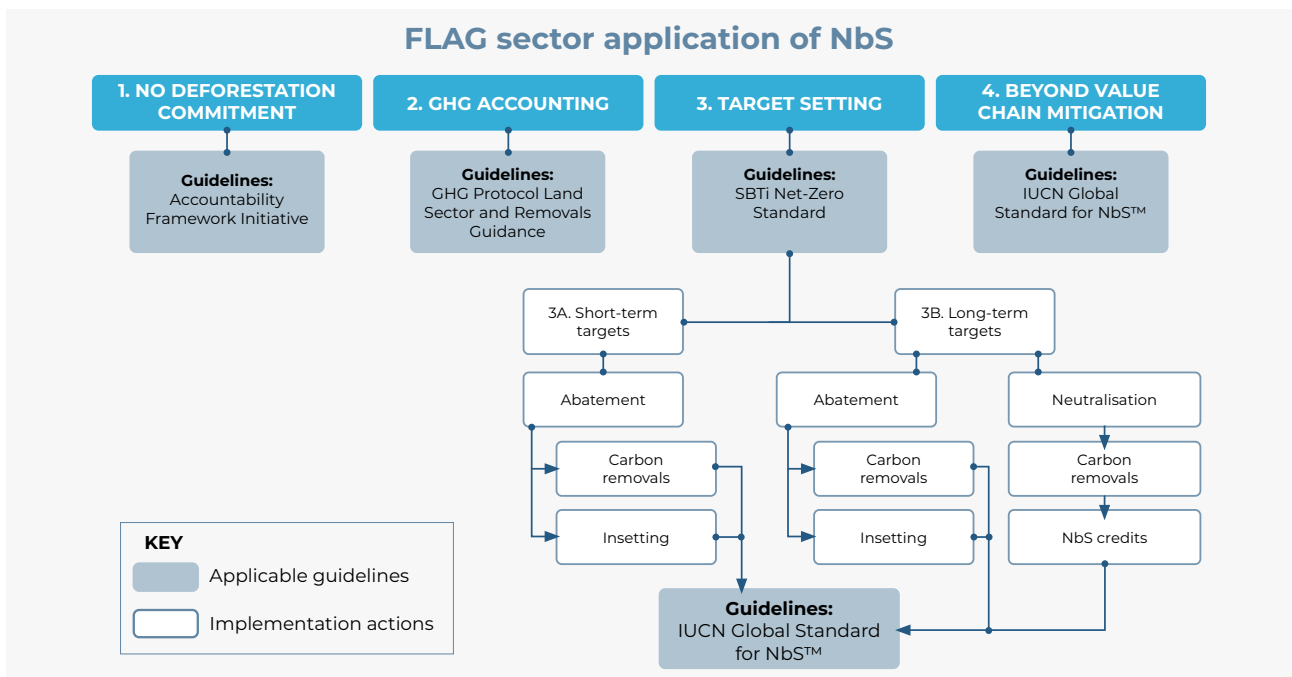 FLAG sector application of NbS
1. NO DEFORESTATION
COMMITMENT
2. GHG ACCOUNTING
3. TARGET SETTING
4. BEYOND VALUE
CHAIN MITIGATION
Guidelines:
Accountability
Framework Initiative
Guidelines:
GHG Protocol Land
Sector and Removals
Guidance
Guidelines:
SBTi Net-Zero
Standard
Guidelines:
IUCN Global
Standard for NbS™
3A. Short-term
targets
3B. Long-term
targets
Abatement
Abatement
Neutralisation
Carbon
removals
Carbon
removals
Carbon
removals
Insetting
Insetting
NbS credits
KEY
Applicable guidelines
Implementation actions
Guidelines:
IUCN Global Standard
for NbS™